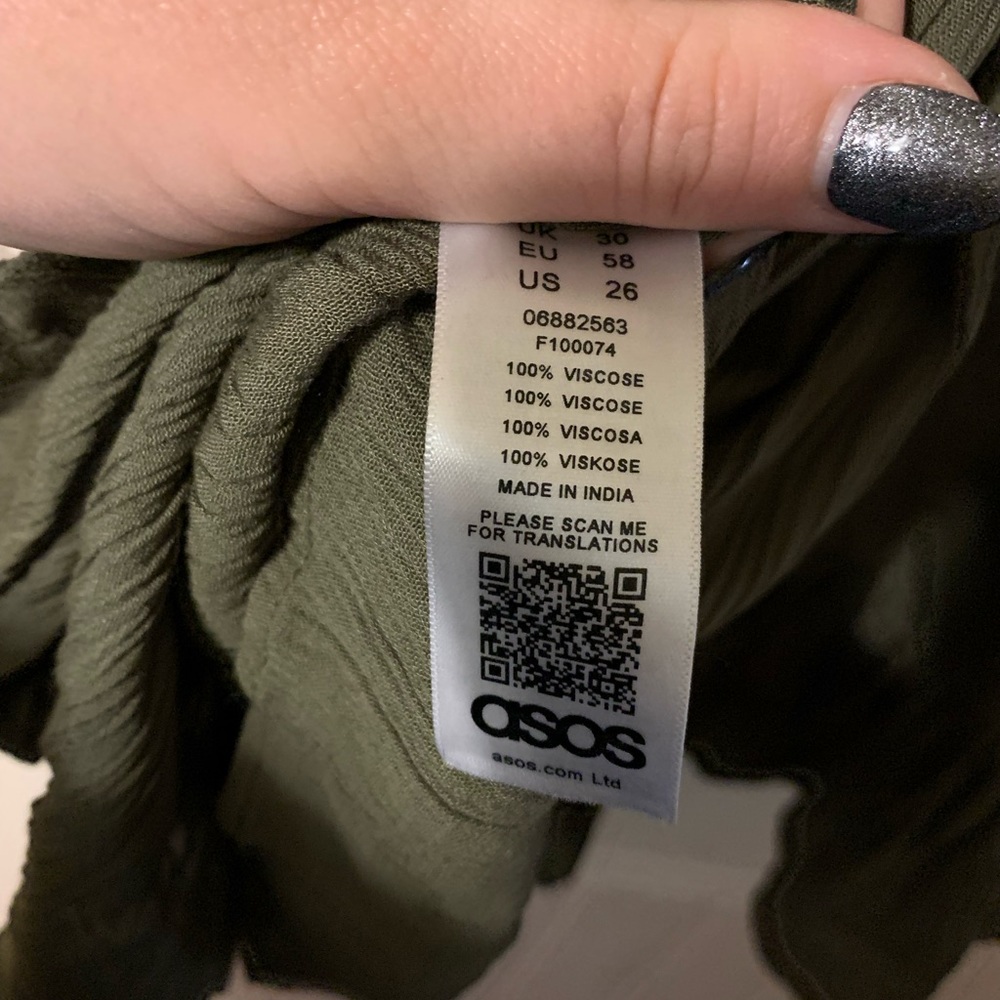 UK 30
EU 58
US 26
06882563
F100074
100% VISCOSE
100% VISCOSE
100% VISCOSA
100% VISKOSE
MADE IN INDIA
PLEASE SCAN ME
FOR TRANSLATIONS
asos
asos.com Ltd